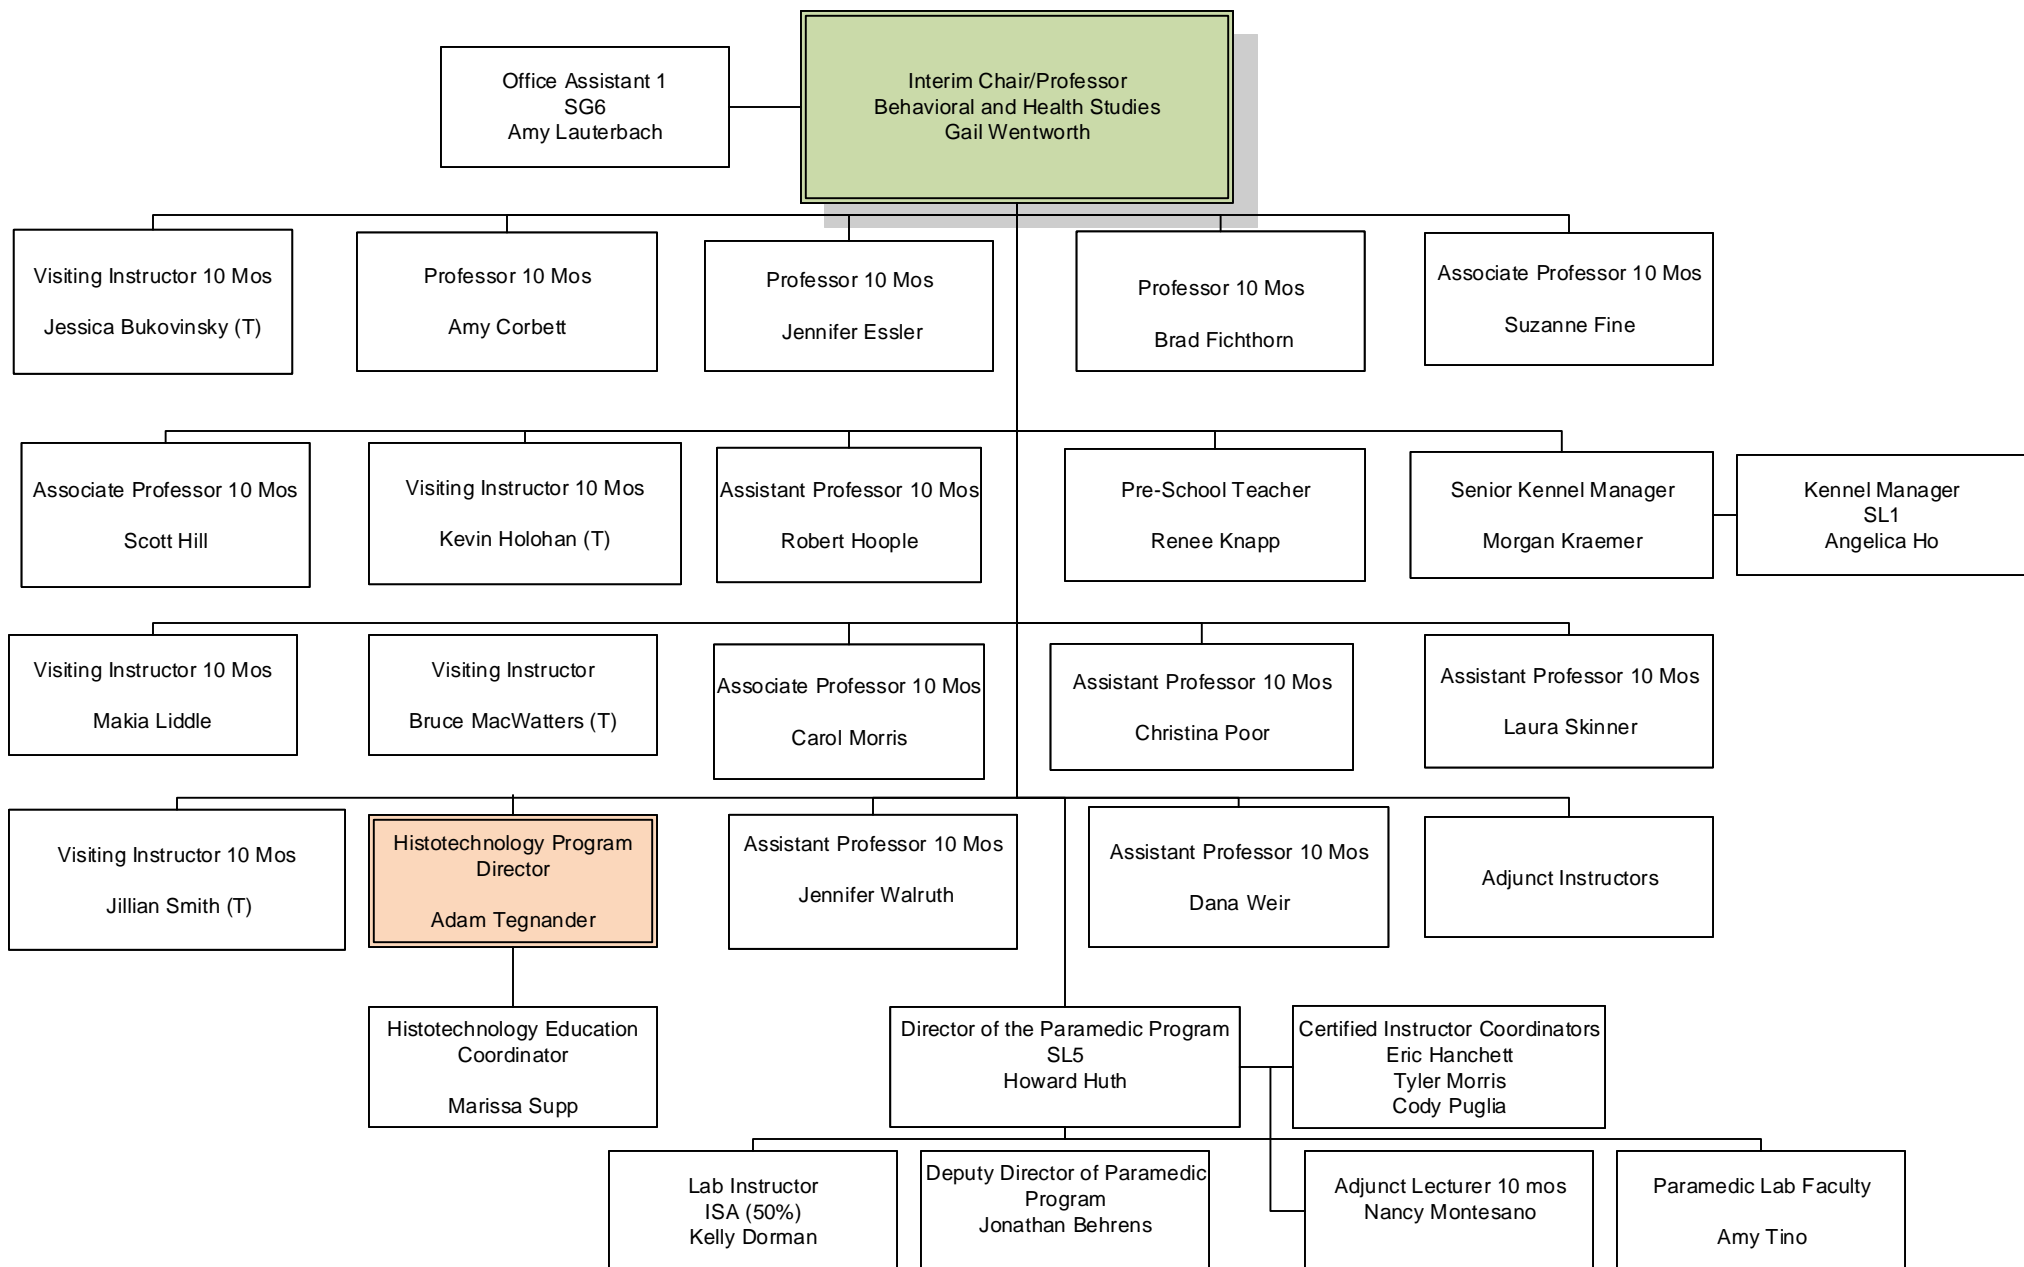 Office Assistant 1
SG6
Amy Lauterbach
Interim Chair/Professor
Behavioral and Health Studies
Gail Wentworth
Visiting Instructor 10 Mos
Jessica Bukovinsky (T)
Professor 10 Mos
Amy Corbett
Professor 10 Mos
Jennifer Essler
Professor 10 Mos
Brad Fichthorn
Associate Professor 10 Mos
Suzanne Fine
Associate Professor 10 Mos
Scott Hill
Visiting Instructor 10 Mos
Kevin Holohan (T)
Assistant Professor 10 Mos
Robert Hoople
Pre-School Teacher
Renee Knapp
Senior Kennel Manager
Morgan Kraemer
Kennel Manager
SL1
Angelica Ho
Visiting Instructor 10 Mos
Makia Liddle
Visiting Instructor
Bruce MacWatters (T)
Associate Professor 10 Mos
Carol Morris
Assistant Professor 10 Mos
Christina Poor
Assistant Professor 10 Mos
Laura Skinner
Visiting Instructor 10 Mos
Jillian Smith (T)
Histotechnology Program
Director
Adam Tegnander
Assistant Professor 10 Mos
Jennifer Walruth
Assistant Professor 10 Mos
Dana Weir
Adjunct Instructors
Histotechnology Education
Coordinator
Marissa Supp
Director of the Paramedic Program
SL5
Howard Huth
Certified Instructor Coordinators
Eric Hanchett
Tyler Morris
Cody Puglia
Lab Instructor
ISA (50%)
Kelly Dorman
Deputy Director of Paramedic
Program
Jonathan Behrens
Adjunct Lecturer 10 mos
Nancy Montesano
Paramedic Lab Faculty
Amy Tino